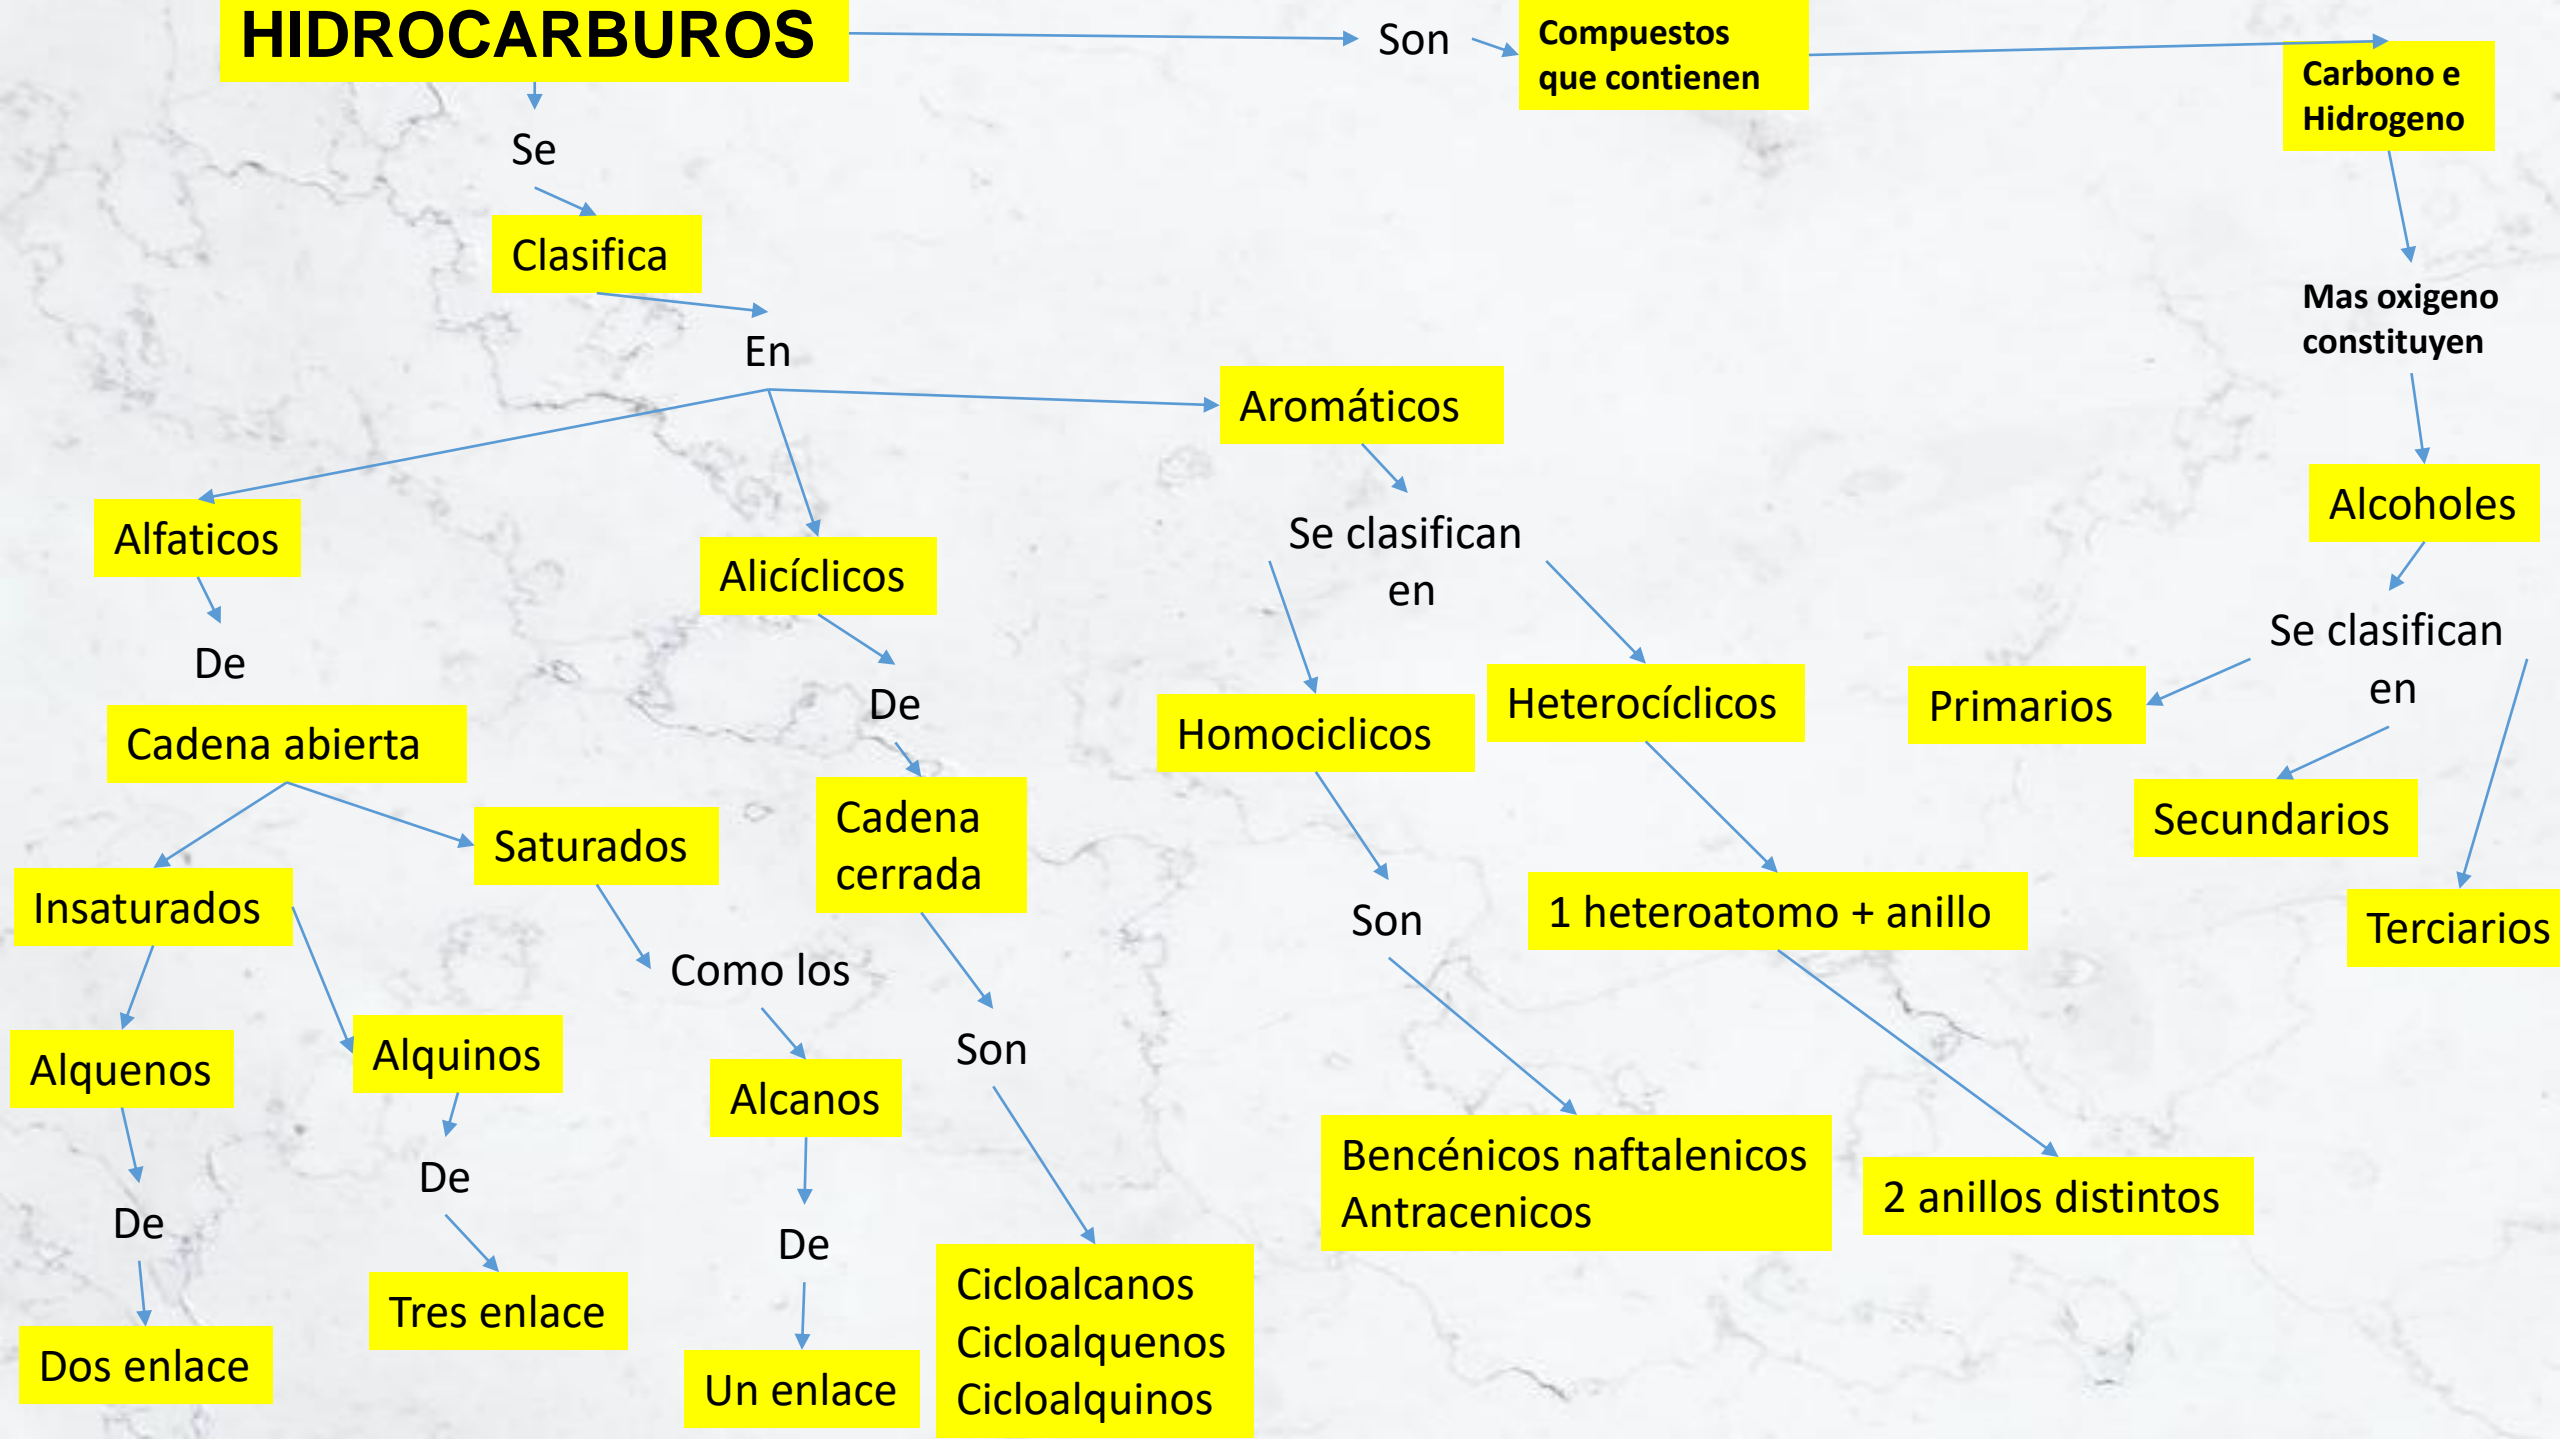 HIDROCARBUROS
Son
Compuestos
que contienen
Carbono e
Hidrogeno
Se
Clasifica
En
Mas oxigeno
constituyen
Aromáticos
Alcoholes
Alfaticos
Alicíclicos
Se clasifican
en
Se clasifican
en
De
De
Homociclicos
Heterocíclicos
Primarios
Cadena abierta
Secundarios
Saturados
Cadena
cerrada
Insaturados
Son
1 heteroatomo + anillo
Terciarios
Como los
Alquenos
Alquinos
Alcanos
Son
De
De
De
Bencénicos naftalenicos
Antracenicos
2 anillos distintos
Dos enlace
Tres enlace
Un enlace
Cicloalcanos
Cicloalquenos
Cicloalquinos